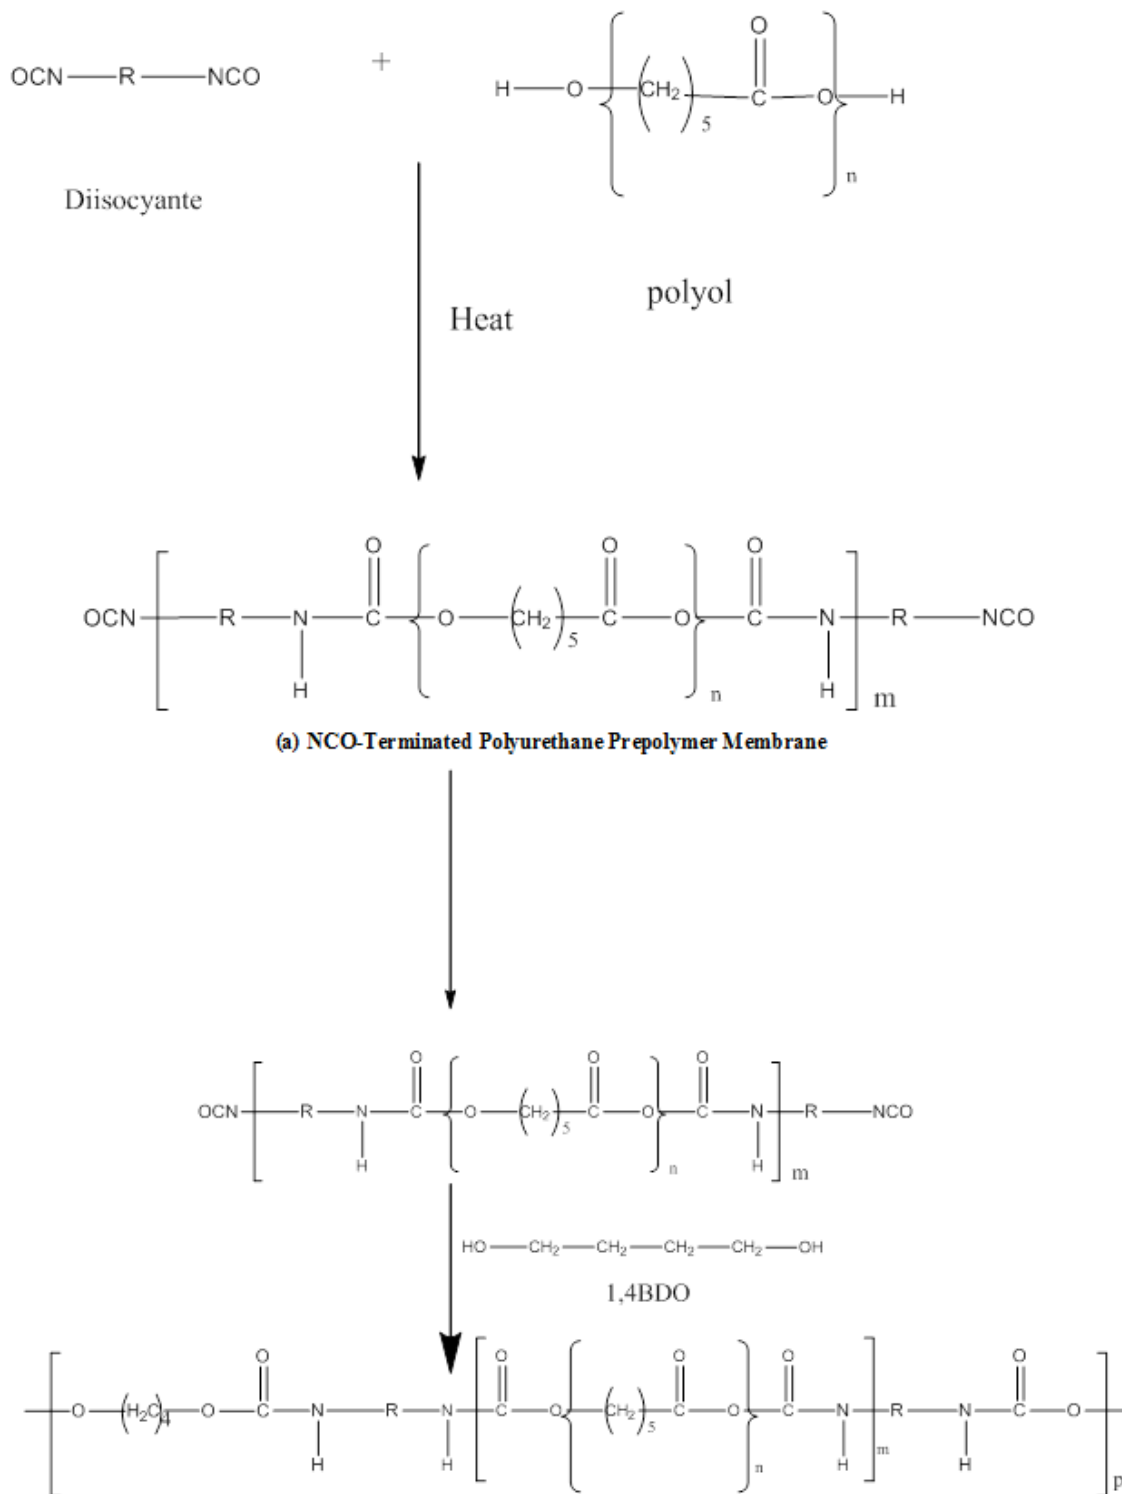 OCN—R—NCO + H—O{(CH₂)₅—C(=O)—O}ₙ—H
Diisocyante
polyol
Heat
OCN—[R—N(H)—C(=O)—{O—(CH₂)₅—C(=O)—O}ₙ—C(=O)—N(H)]ₘ—R—NCO
(a) NCO-Terminated Polyurethane Prepolymer Membrane
OCN—[R—N(H)—C(=O)—{O—(CH₂)₅—C(=O)—O}ₙ—C(=O)—N(H)]ₘ—R—NCO
HO—CH₂—CH₂—CH₂—CH₂—OH
1,4BDO
[O—(H₂C)₄—O—C(=O)—N(H)—R—N(H)—[C(=O)—O{(CH₂)₅—C(=O)—O}ₙ—C(=O)—N(H)]ₘ—R—N(H)—C(=O)—O]p